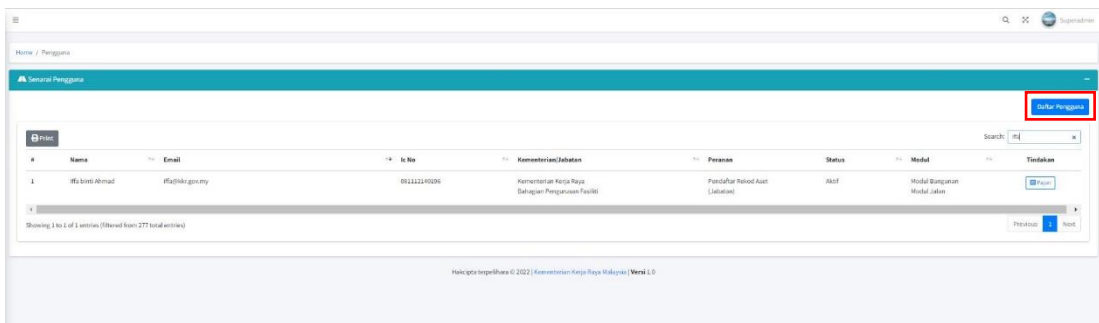 Superadmin
Home / Pengguna
Senarai Pengguna
Daftar Pengguna
Print
Search:
# Nama Email Ic No Kementerian/Jabatan Peranan Status Modul Tindakan
1 Iffa binti Ahmad iffa@kkr.gov.my Kementerian Kerja Raya Pendaftar Rekod Aset Aktif Modul Bangunan Papar
Bahagian Pengurusan Fasiliti (Jabatan) Modul Jalan
Showing 1 to 1 of 1 entries (filtered from 277 total entries)
Previous 1 Next
Hakcipta terpelihara © 2022 | Kementerian Kerja Raya Malaysia | Versi 1.0